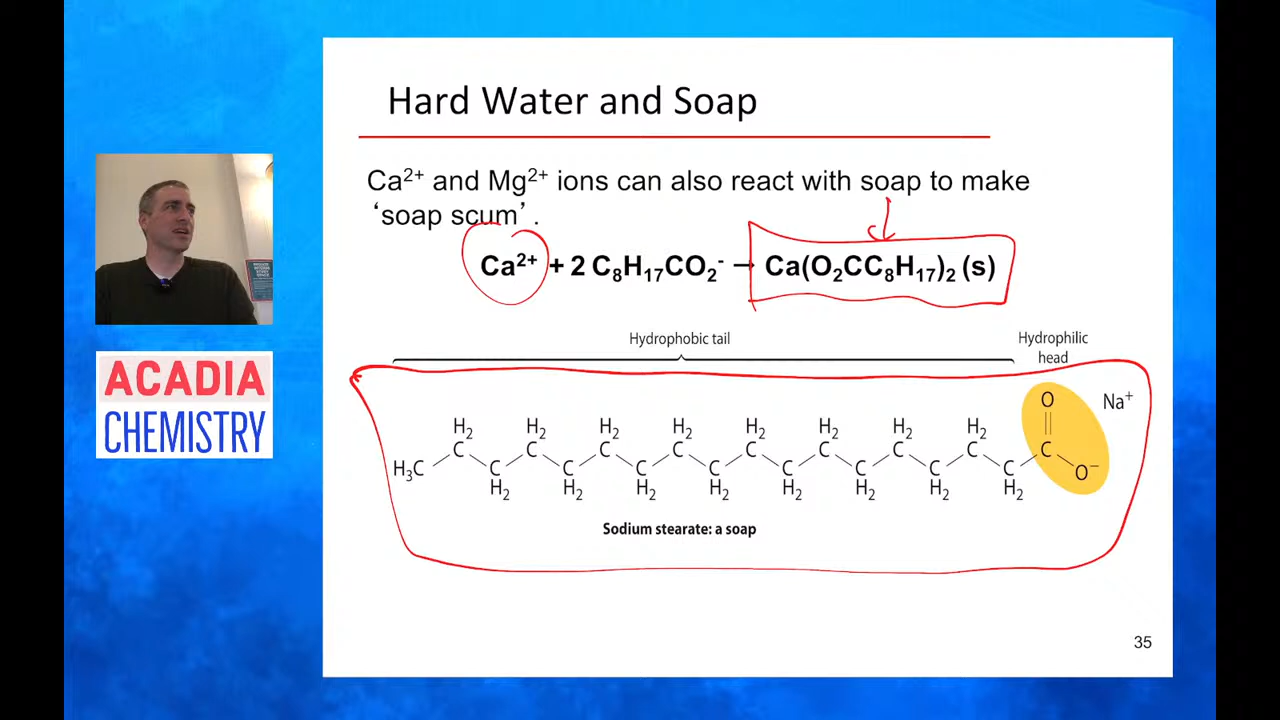 Hard Water and Soap
Ca²⁺ and Mg²⁺ ions can also react with soap to make
‘soap scum’.
Ca²⁺ + 2 C₈H₁₇CO₂⁻ → Ca(O₂CC₈H₁₇)₂ (s)
Hydrophobic tail
Hydrophilic
head
O
Na⁺
H₂ H₂ H₂ H₂ H₂ H₂ H₂ H₂
C C C C C C C C C
H₃C C C C C C C C C O⁻
H₂ H₂ H₂ H₂ H₂ H₂ H₂ H₂
Sodium stearate: a soap
35
ACADIA
CHEMISTRY